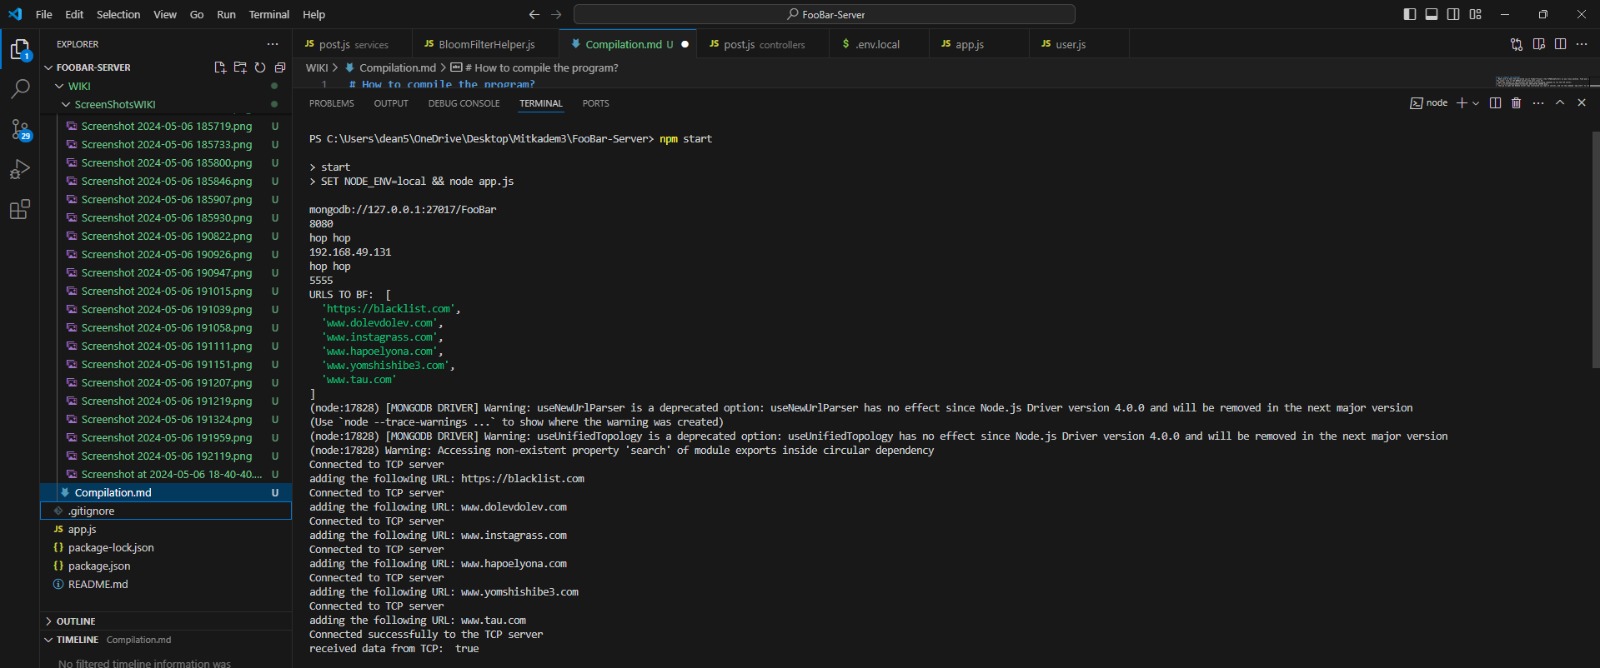 File Edit Selection View Go Run Terminal Help
FooBar-Server
EXPLORER
JS post.js services
JS BloomFilterHelper.js
Compilation.md U
JS post.js controllers
$ .env.local
JS app.js
JS user.js
FOOBAR-SERVER
WIKI > Compilation.md > # How to compile the program?
WIKI
1 # How to compile the program?
ScreenShotsWIKI
PROBLEMS OUTPUT DEBUG CONSOLE TERMINAL PORTS
node
Screenshot 2024-05-06 185719.png U
Screenshot 2024-05-06 185733.png U
Screenshot 2024-05-06 185800.png U
Screenshot 2024-05-06 185846.png U
Screenshot 2024-05-06 185907.png U
Screenshot 2024-05-06 185930.png U
Screenshot 2024-05-06 190822.png U
Screenshot 2024-05-06 190926.png U
Screenshot 2024-05-06 190947.png U
Screenshot 2024-05-06 191015.png U
Screenshot 2024-05-06 191039.png U
Screenshot 2024-05-06 191058.png U
Screenshot 2024-05-06 191111.png U
Screenshot 2024-05-06 191151.png U
Screenshot 2024-05-06 191207.png U
Screenshot 2024-05-06 191219.png U
Screenshot 2024-05-06 191324.png U
Screenshot 2024-05-06 191959.png U
Screenshot 2024-05-06 192119.png U
Screenshot at 2024-05-06 18-40-40.... U
Compilation.md U
.gitignore
JS app.js
{} package-lock.json
{} package.json
README.md
OUTLINE
TIMELINE Compilation.md
No filtered timeline information was
1
29
PS C:\Users\dean5\OneDrive\Desktop\Mitkadem3\FooBar-Server> npm start
> start
> SET NODE_ENV=local && node app.js
mongodb://127.0.0.1:27017/FooBar
8080
hop hop
192.168.49.131
hop hop
5555
URLS TO BF:  [
'https://blacklist.com',
'www.dolevdolev.com',
'www.instagrass.com',
'www.hapoelyona.com',
'www.yomshishibe3.com',
'www.tau.com'
]
(node:17828) [MONGODB DRIVER] Warning: useNewUrlParser is a deprecated option: useNewUrlParser has no effect since Node.js Driver version 4.0.0 and will be removed in the next major version
(Use `node --trace-warnings ...` to show where the warning was created)
(node:17828) [MONGODB DRIVER] Warning: useUnifiedTopology is a deprecated option: useUnifiedTopology has no effect since Node.js Driver version 4.0.0 and will be removed in the next major version
(node:17828) Warning: Accessing non-existent property 'search' of module exports inside circular dependency
Connected to TCP server
adding the following URL: https://blacklist.com
Connected to TCP server
adding the following URL: www.dolevdolev.com
Connected to TCP server
adding the following URL: www.instagrass.com
Connected to TCP server
adding the following URL: www.hapoelyona.com
Connected to TCP server
adding the following URL: www.yomshishibe3.com
Connected to TCP server
adding the following URL: www.tau.com
Connected successfully to the TCP server
received data from TCP:  true